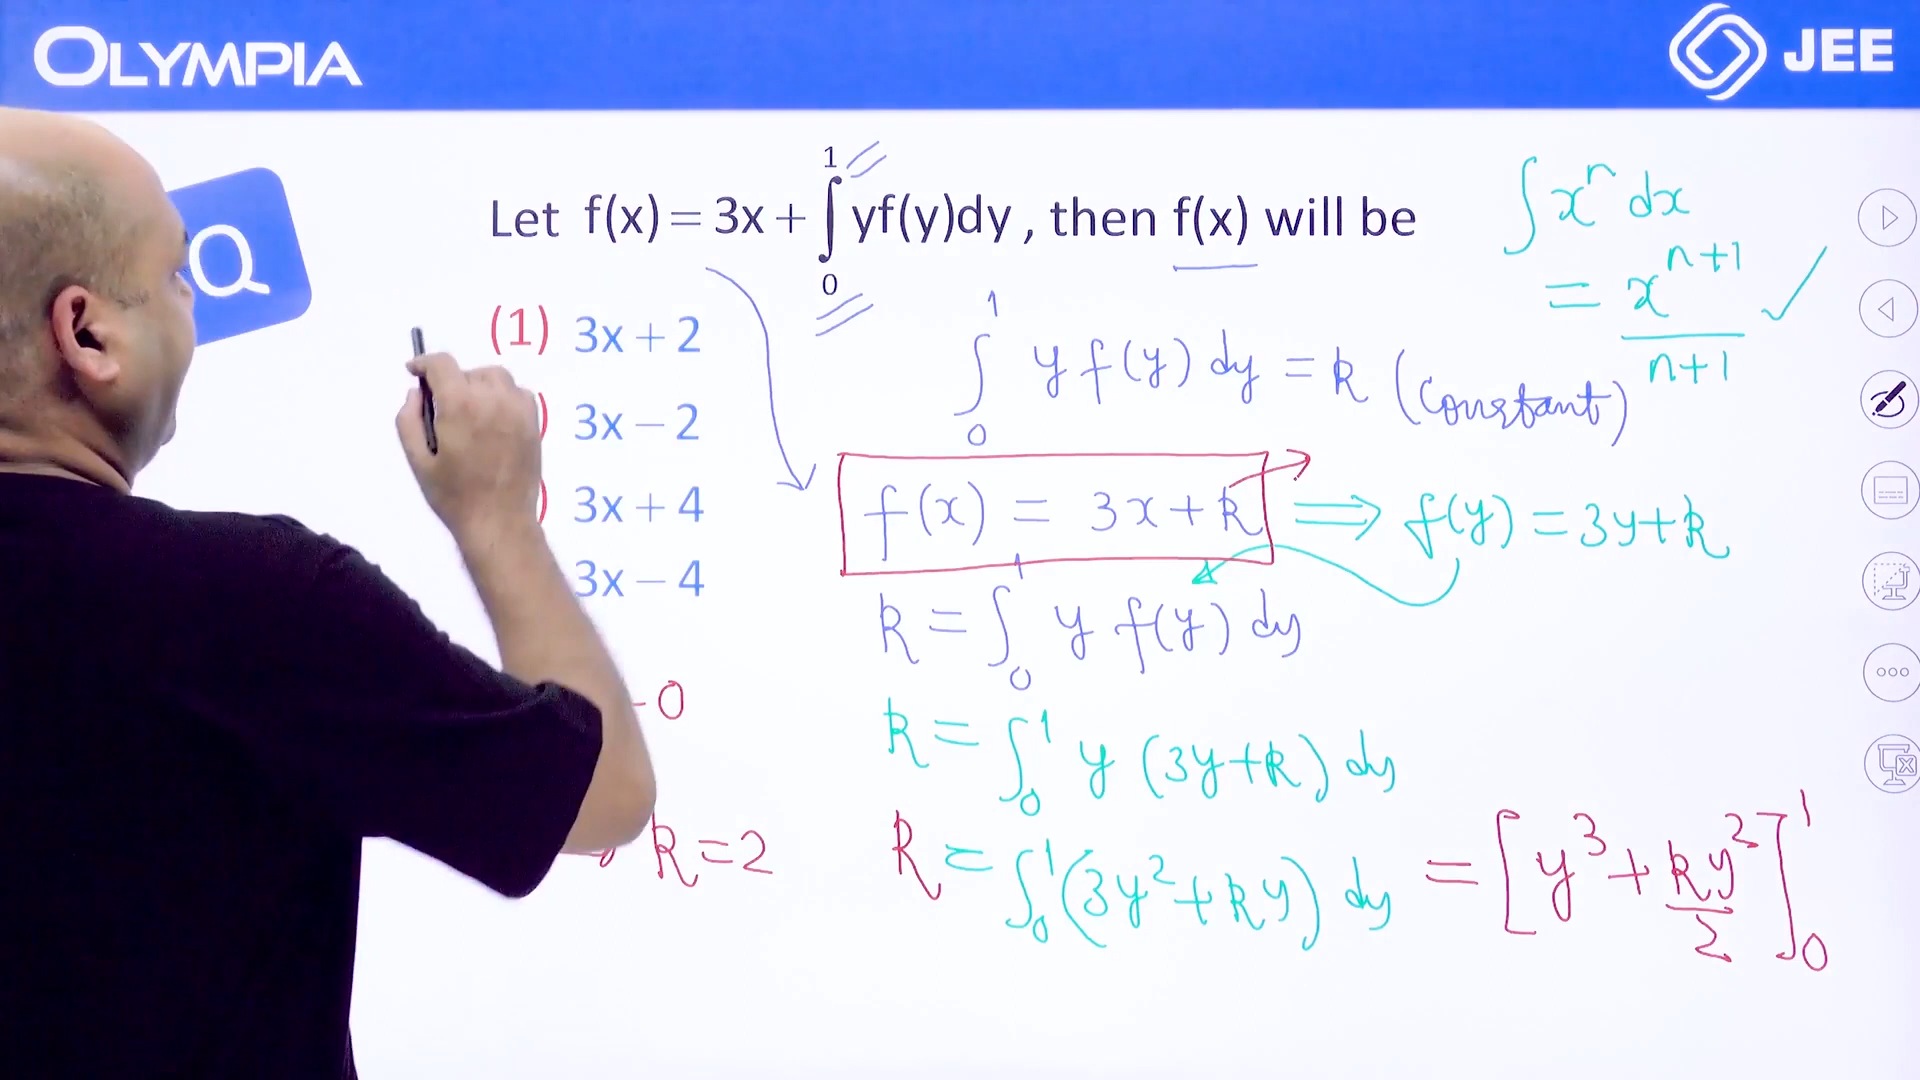 OLYMPIA
JEE
Q
Let f(x) = 3x + ∫₀¹ yf(y)dy, then f(x) will be
(1) 3x + 2
) 3x − 2
) 3x + 4
3x − 4
∫ xⁿ dx
= xⁿ⁺¹/n+1 ✓
∫₀¹ y f(y) dy = k (Constant)
f(x) = 3x + k ⟹ f(y) = 3y + k
k = ∫₀¹ y f(y) dy
k = ∫₀¹ y (3y + k) dy
k = ∫₀¹ (3y² + ky) dy = [y³ + ky²/2]₀¹
- 0
k = 2